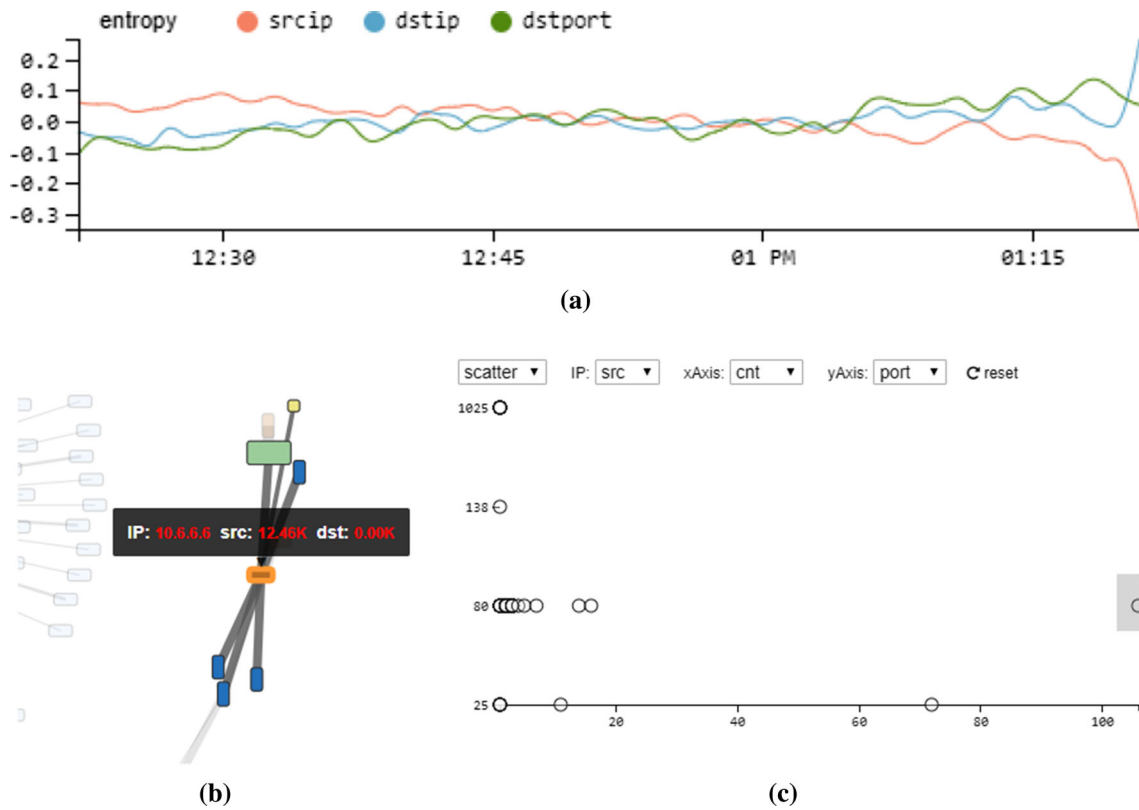 entropy srcip dstip dstport
0.2
0.1
0.0
-0.1
-0.2
-0.3
12:30 12:45 01 PM 01:15
(a)
scatter ▼ IP: src ▼ xAxis: cnt ▼ yAxis: port ▼ reset
1025
138
80
25
20 40 60 80 100
IP: 10.6.6.6 src: 12.46K dst: 0.00K
(b) (c)